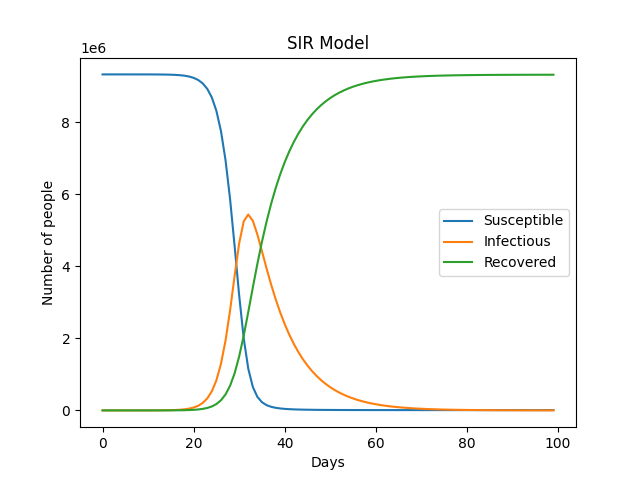 SIR Model
1e6
8
6
4
2
0
Number of people
Susceptible
Infectious
Recovered
0 20 40 60 80 100
Days